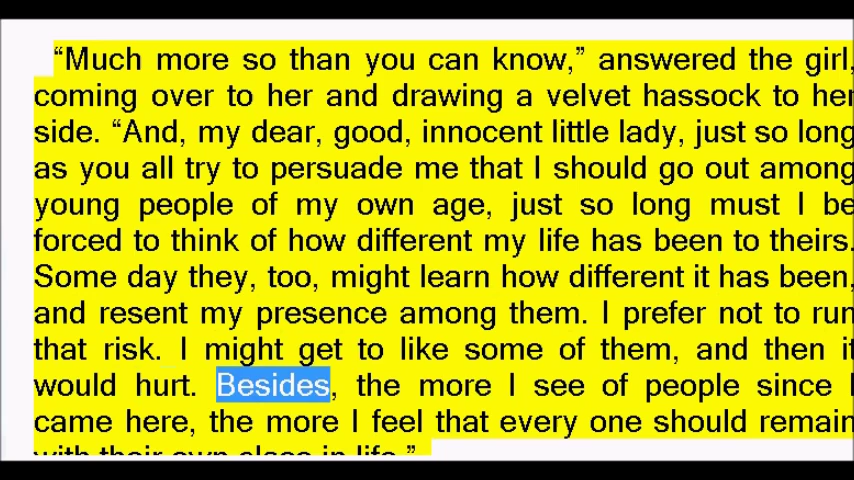 “Much more so than you can know,” answered the girl,
coming over to her and drawing a velvet hassock to her
side. “And, my dear, good, innocent little lady, just so long
as you all try to persuade me that I should go out among
young people of my own age, just so long must I be
forced to think of how different my life has been to theirs.
Some day they, too, might learn how different it has been,
and resent my presence among them. I prefer not to run
that risk. I might get to like some of them, and then it
would hurt. Besides, the more I see of people since I
came here, the more I feel that every one should remain
with their own class in life.”